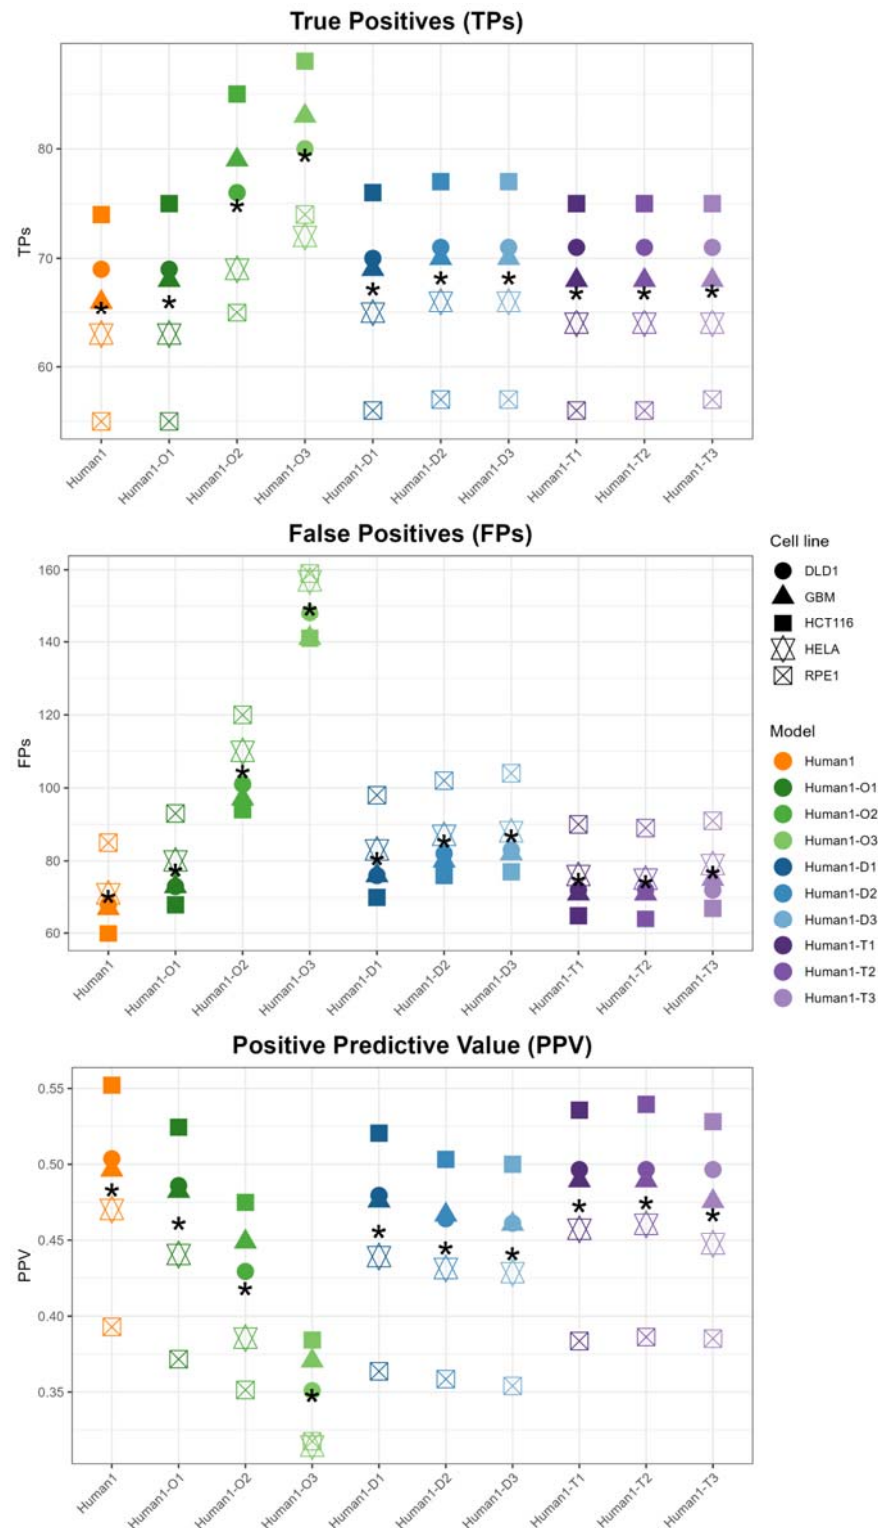 True Positives (TPs)
TPs
80
70
60
Human1
Human1-O1
Human1-O2
Human1-O3
Human1-D1
Human1-D2
Human1-D3
Human1-T1
Human1-T2
Human1-T3
False Positives (FPs)
FPs
160
140
120
100
80
60
Human1
Human1-O1
Human1-O2
Human1-O3
Human1-D1
Human1-D2
Human1-D3
Human1-T1
Human1-T2
Human1-T3
Cell line
DLD1
GBM
HCT116
HELA
RPE1
Model
Human1
Human1-O1
Human1-O2
Human1-O3
Human1-D1
Human1-D2
Human1-D3
Human1-T1
Human1-T2
Human1-T3
Positive Predictive Value (PPV)
PPV
0.55
0.50
0.45
0.40
0.35
Human1
Human1-O1
Human1-O2
Human1-O3
Human1-D1
Human1-D2
Human1-D3
Human1-T1
Human1-T2
Human1-T3